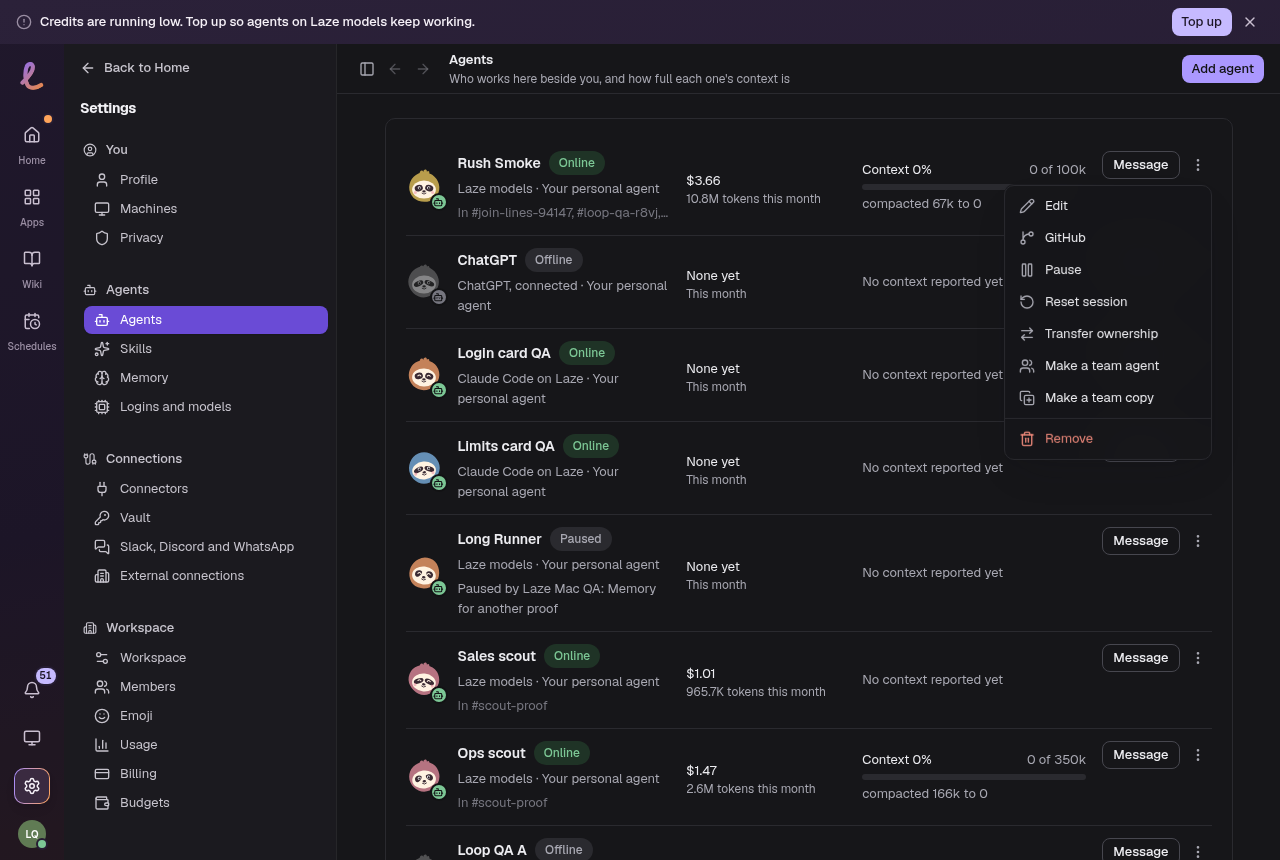 Credits are running low. Top up so agents on Laze models keep working.
Top up
Back to Home
Settings
You
Profile
Machines
Privacy
Agents
Agents
Skills
Memory
Logins and models
Connections
Connectors
Vault
Slack, Discord and WhatsApp
External connections
Workspace
Workspace
Members
Emoji
Usage
Billing
Budgets
Home
Apps
Wiki
Schedules
51
LQ
Agents
Who works here beside you, and how full each one's context is
Add agent
Rush Smoke Online
Laze models · Your personal agent
In #join-lines-94147, #loop-qa-r8vj,...
$3.66
10.8M tokens this month
Context 0% 0 of 100k
compacted 67k to 0
Message
Edit
GitHub
Pause
Reset session
Transfer ownership
Make a team agent
Make a team copy
Remove
ChatGPT Offline
ChatGPT, connected · Your personal
agent
None yet
This month
No context reported yet
Login card QA Online
Claude Code on Laze · Your
personal agent
None yet
This month
No context reported yet
Limits card QA Online
Claude Code on Laze · Your
personal agent
None yet
This month
No context reported yet
Long Runner Paused
Laze models · Your personal agent
Paused by Laze Mac QA: Memory
for another proof
None yet
This month
No context reported yet
Message
Sales scout Online
Laze models · Your personal agent
In #scout-proof
$1.01
965.7K tokens this month
No context reported yet
Message
Ops scout Online
Laze models · Your personal agent
In #scout-proof
$1.47
2.6M tokens this month
Context 0% 0 of 350k
compacted 166k to 0
Message
Loop QA A Offline
Message